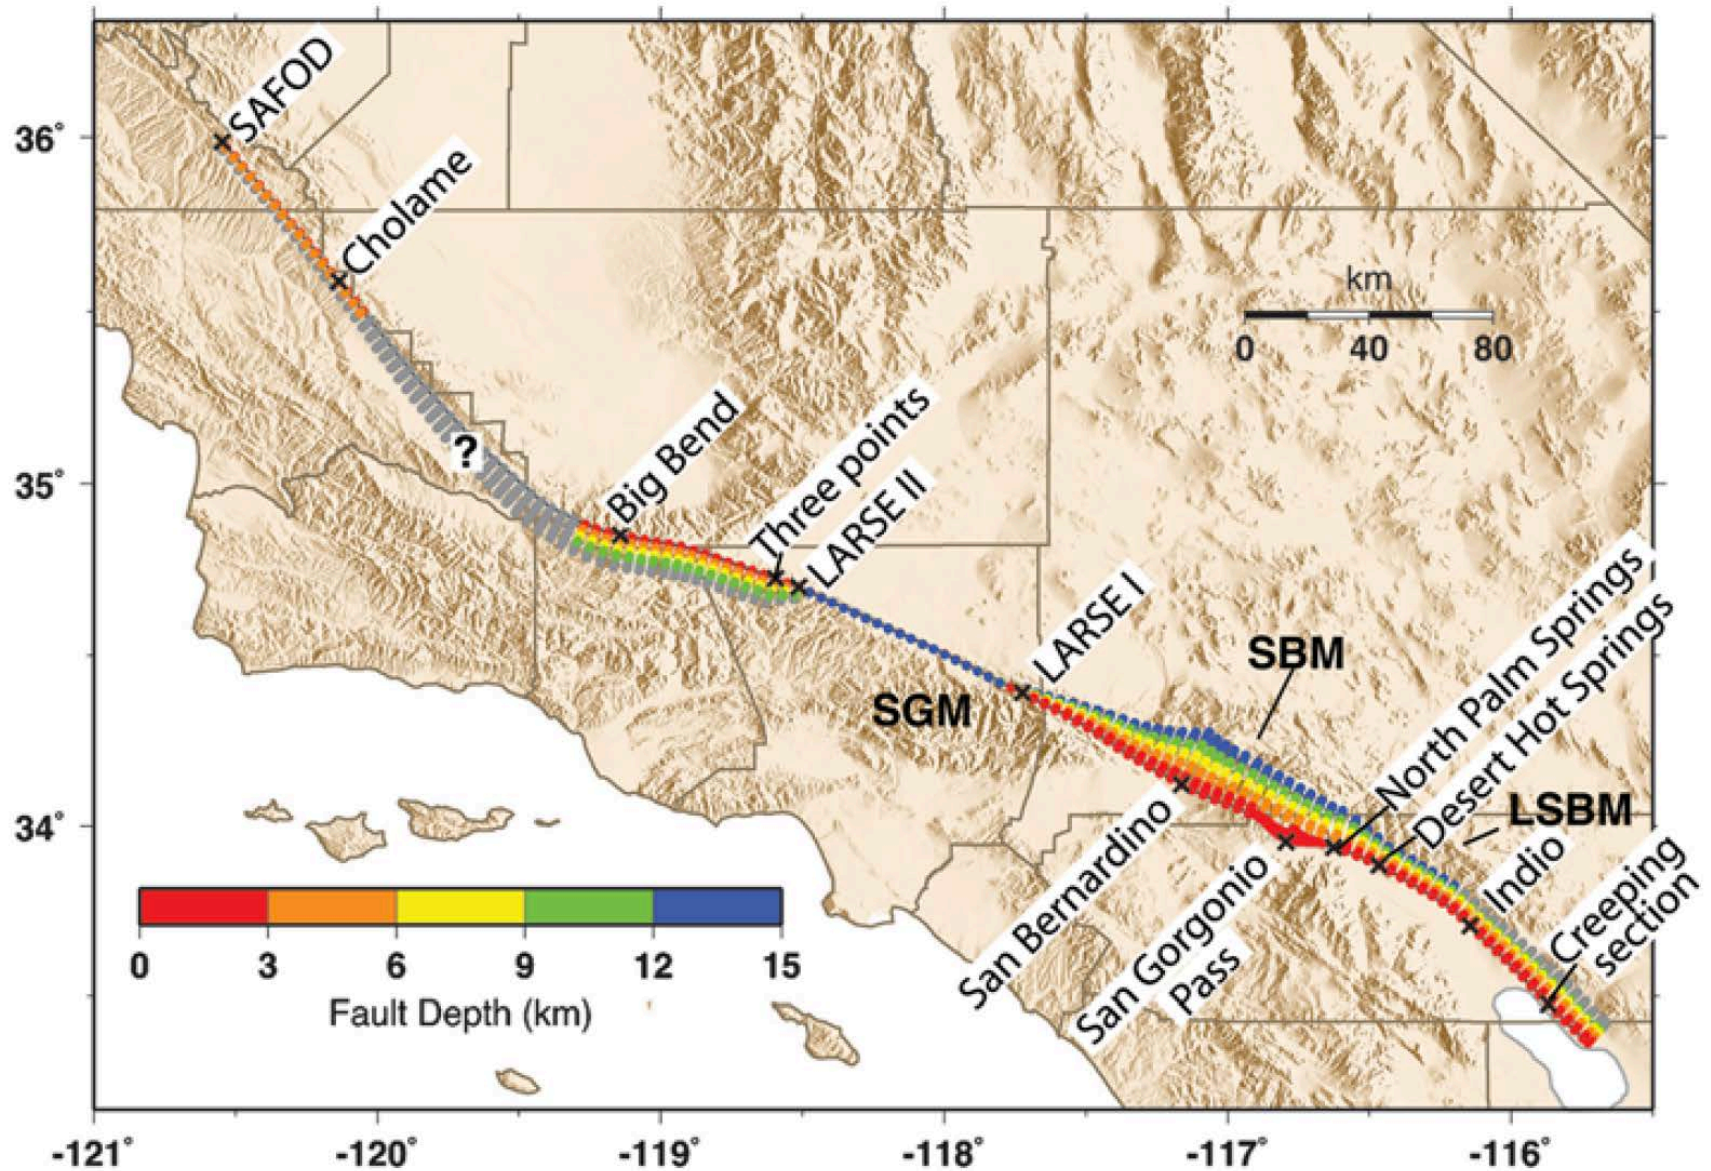 SAFOD
36°
Cholame
km
0 40 80
Big Bend
Three points
?
35°
LARSE II
LARSE I
North Palm Springs
Desert Hot Springs
SBM
SGM
LSBM
34°
San Bernardino
San Gorgonio
Pass
Indio
Creeping
section
0 3 6 9 12 15
Fault Depth (km)
-121° -120° -119° -118° -117° -116°